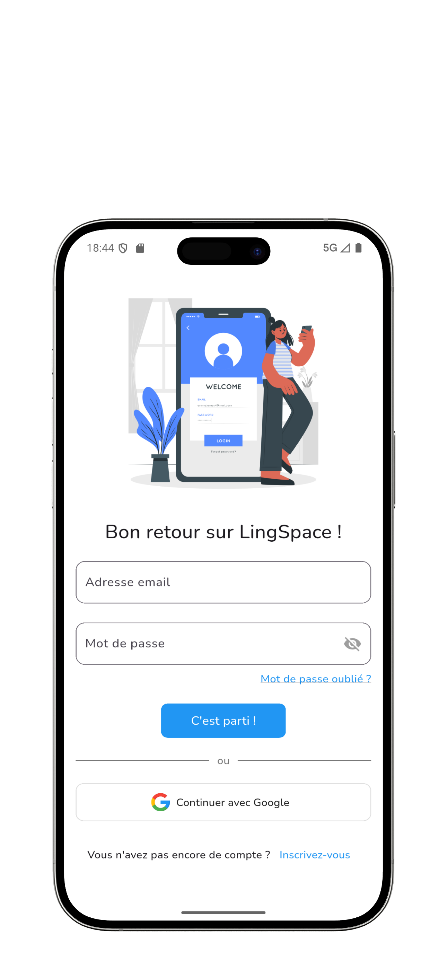 18:44
5G
WELCOME
LOGIN
Bon retour sur LingSpace !
Adresse email
Mot de passe
Mot de passe oublié ?
C'est parti !
ou
Continuer avec Google
Vous n'avez pas encore de compte ? Inscrivez-vous